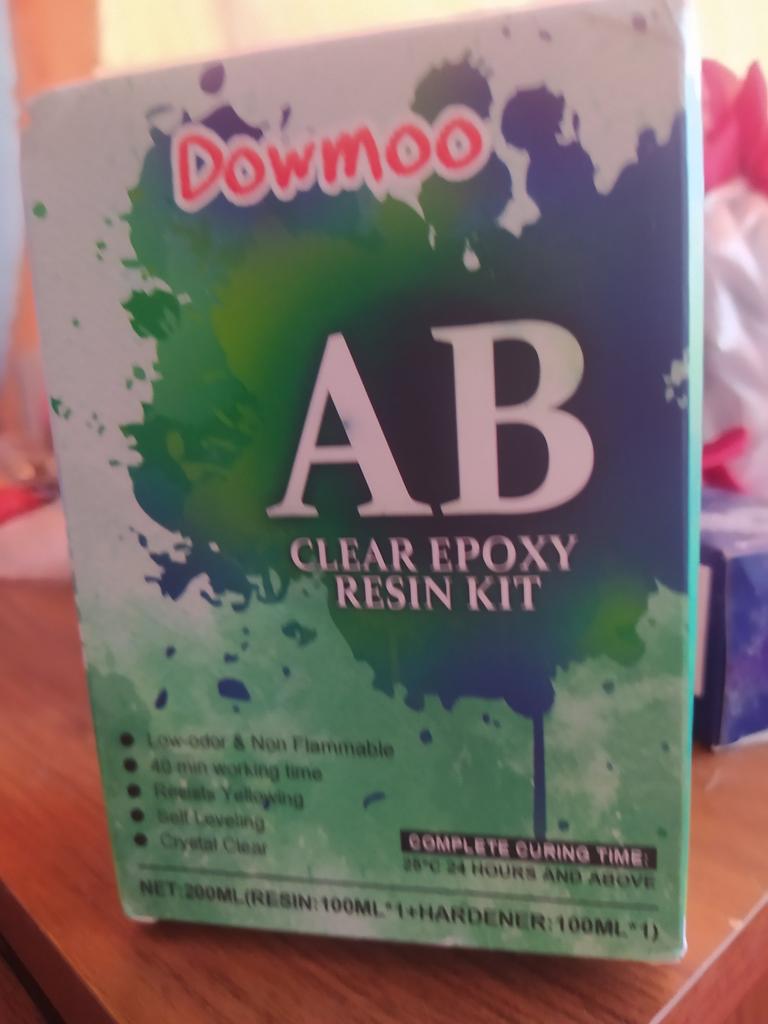 Dowmoo
AB
CLEAR EPOXY
RESIN KIT
Low-odor & Non Flammable
40 min working time
Resists Yellowing
Self Leveling
Crystal Clear
COMPLETE CURING TIME:
25°C 24 HOURS AND ABOVE
NET:200ML(RESIN:100ML*1+HARDENER:100ML*1)